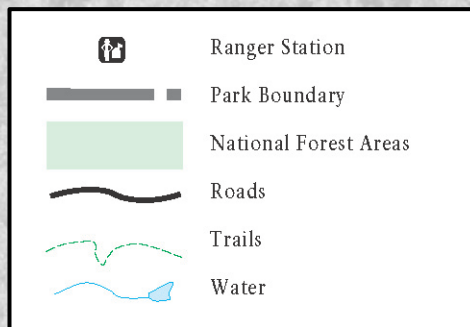 Ranger Station
Park Boundary
National Forest Areas
Roads
Trails
Water